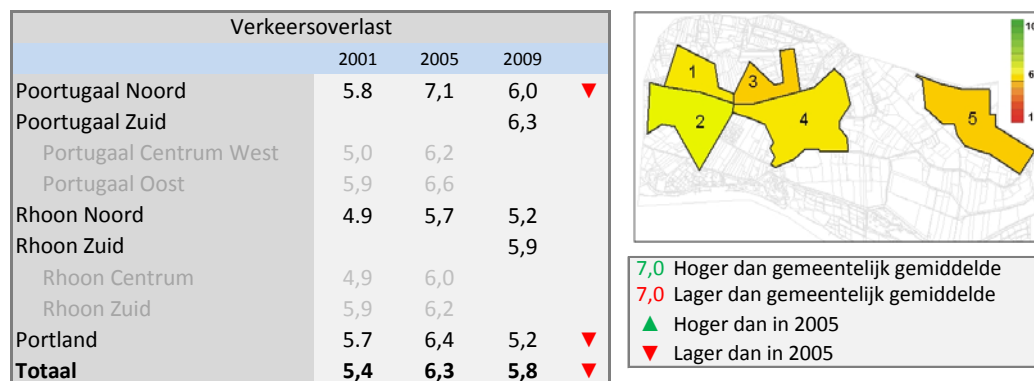 Verkeersoverlast
2001 2005 2009
Poortugaal Noord 5.8 7,1 6,0 ▼
Poortugaal Zuid 6,3
Portugaal Centrum West 5,0 6,2
Portugaal Oost 5,9 6,6
Rhoon Noord 4.9 5,7 5,2
Rhoon Zuid 5,9
Rhoon Centrum 4,9 6,0
Rhoon Zuid 5,9 6,2
Portland 5.7 6,4 5,2 ▼
Totaal 5,4 6,3 5,8 ▼
1
2
3
4
5
10
6
1
7,0 Hoger dan gemeentelijk gemiddelde
7,0 Lager dan gemeentelijk gemiddelde
▲ Hoger dan in 2005
▼ Lager dan in 2005